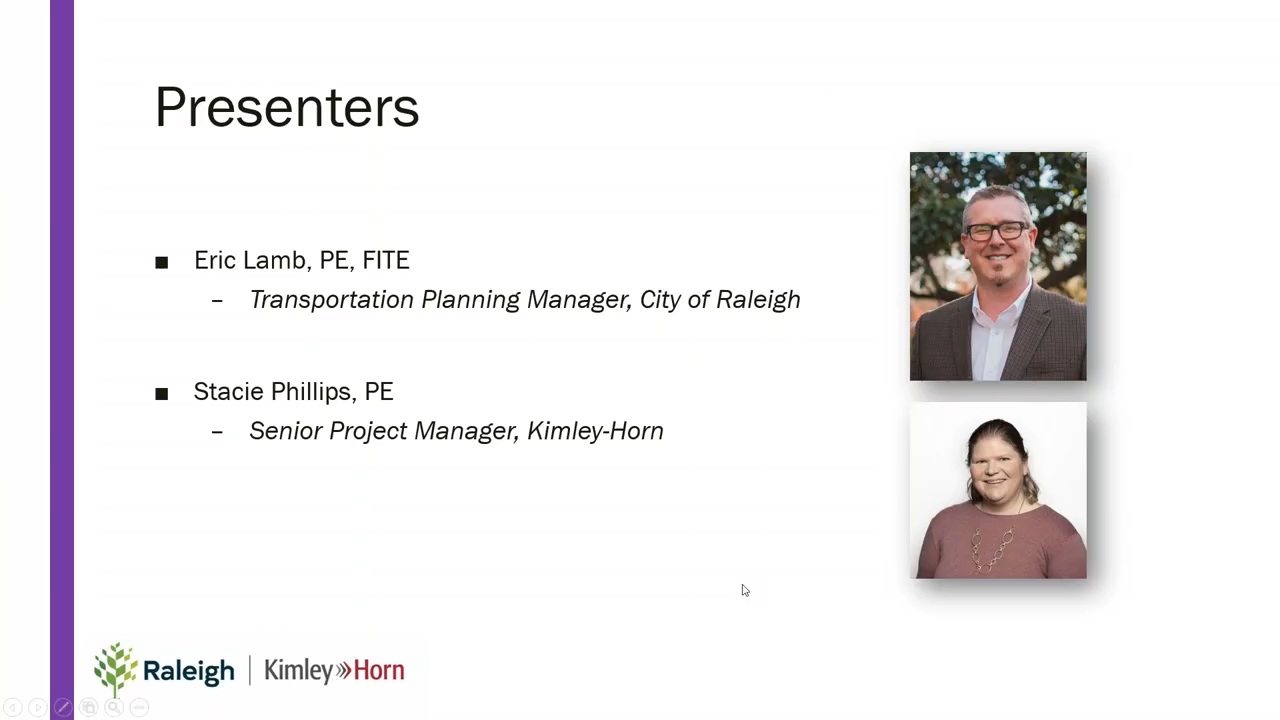 Presenters
■ Eric Lamb, PE, FITE
– Transportation Planning Manager, City of Raleigh
■ Stacie Phillips, PE
– Senior Project Manager, Kimley-Horn
Raleigh | Kimley»Horn